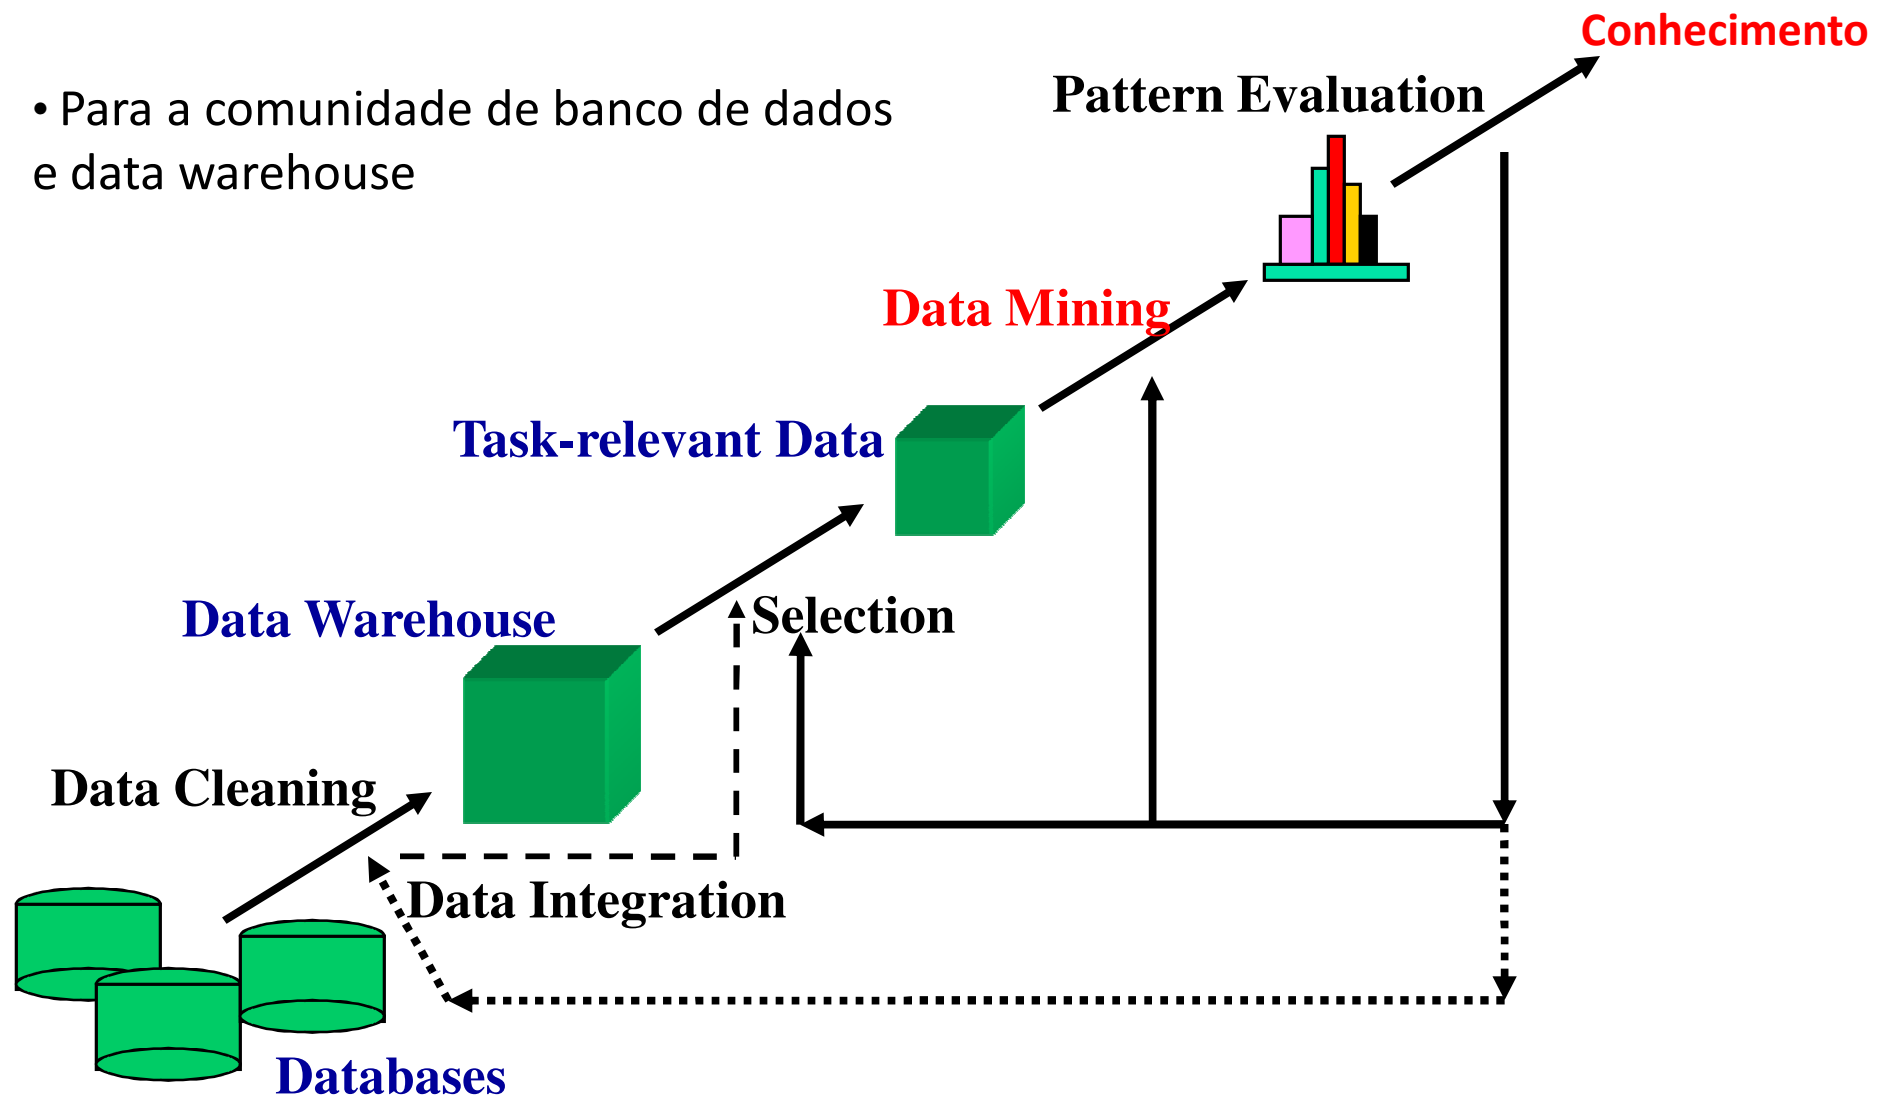 Conhecimento
Pattern Evaluation
• Para a comunidade de banco de dados
e data warehouse
Data Mining
Task-relevant Data
Selection
Data Warehouse
Data Cleaning
Data Integration
Databases